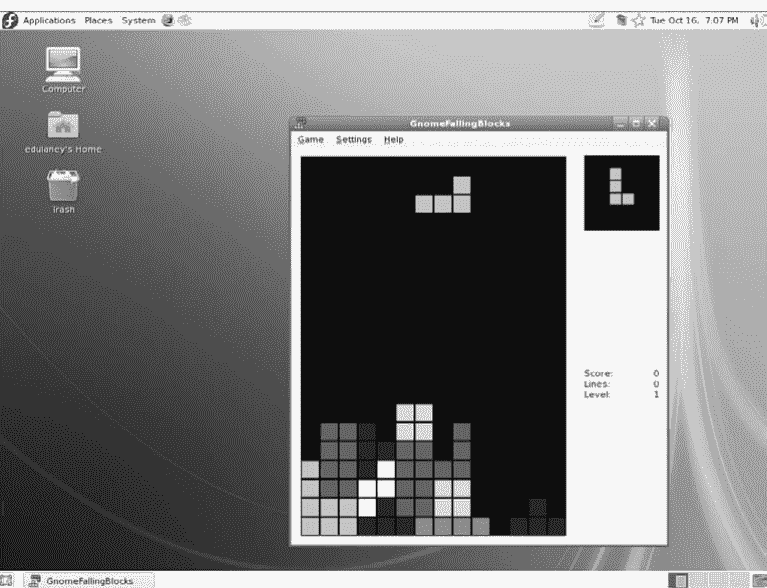 Applications Places System Tue Oct 16, 7:07 PM
Computer
edulaney's Home
Trash
GnomeFallingBlocks
Game Settings Help
Score: 0
Lines: 0
Level: 1
GnomeFallingBlocks